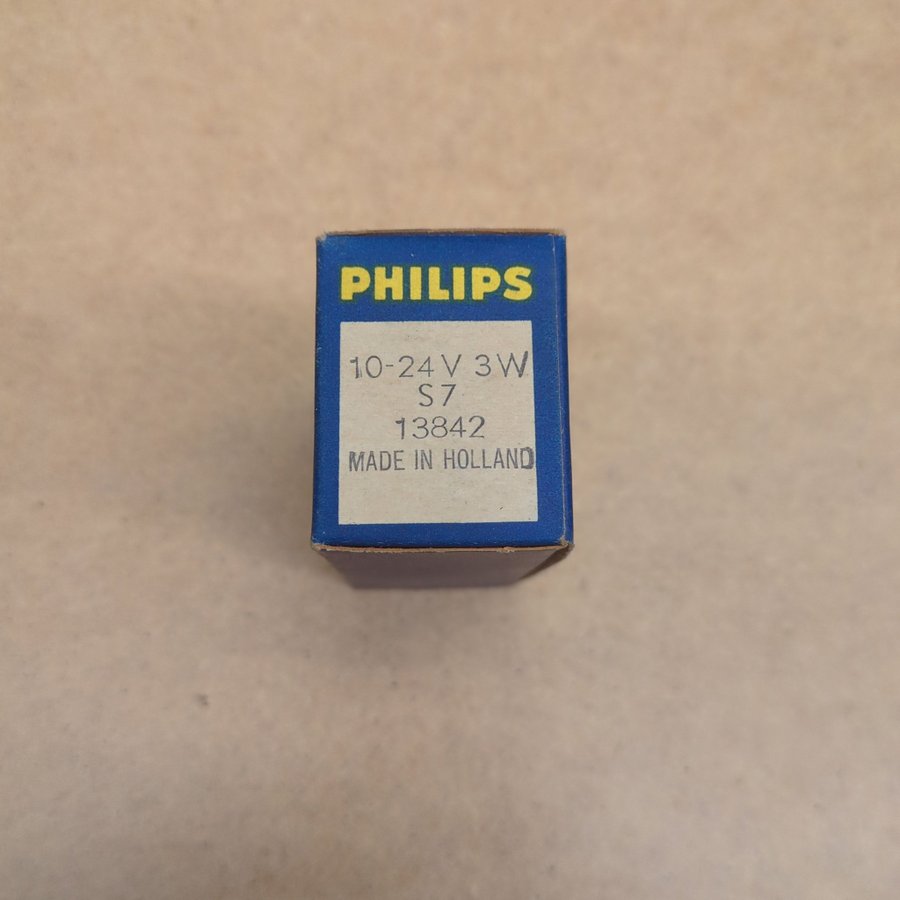 PHILIPS
10-24V 3W
S7
13842
MADE IN HOLLAND